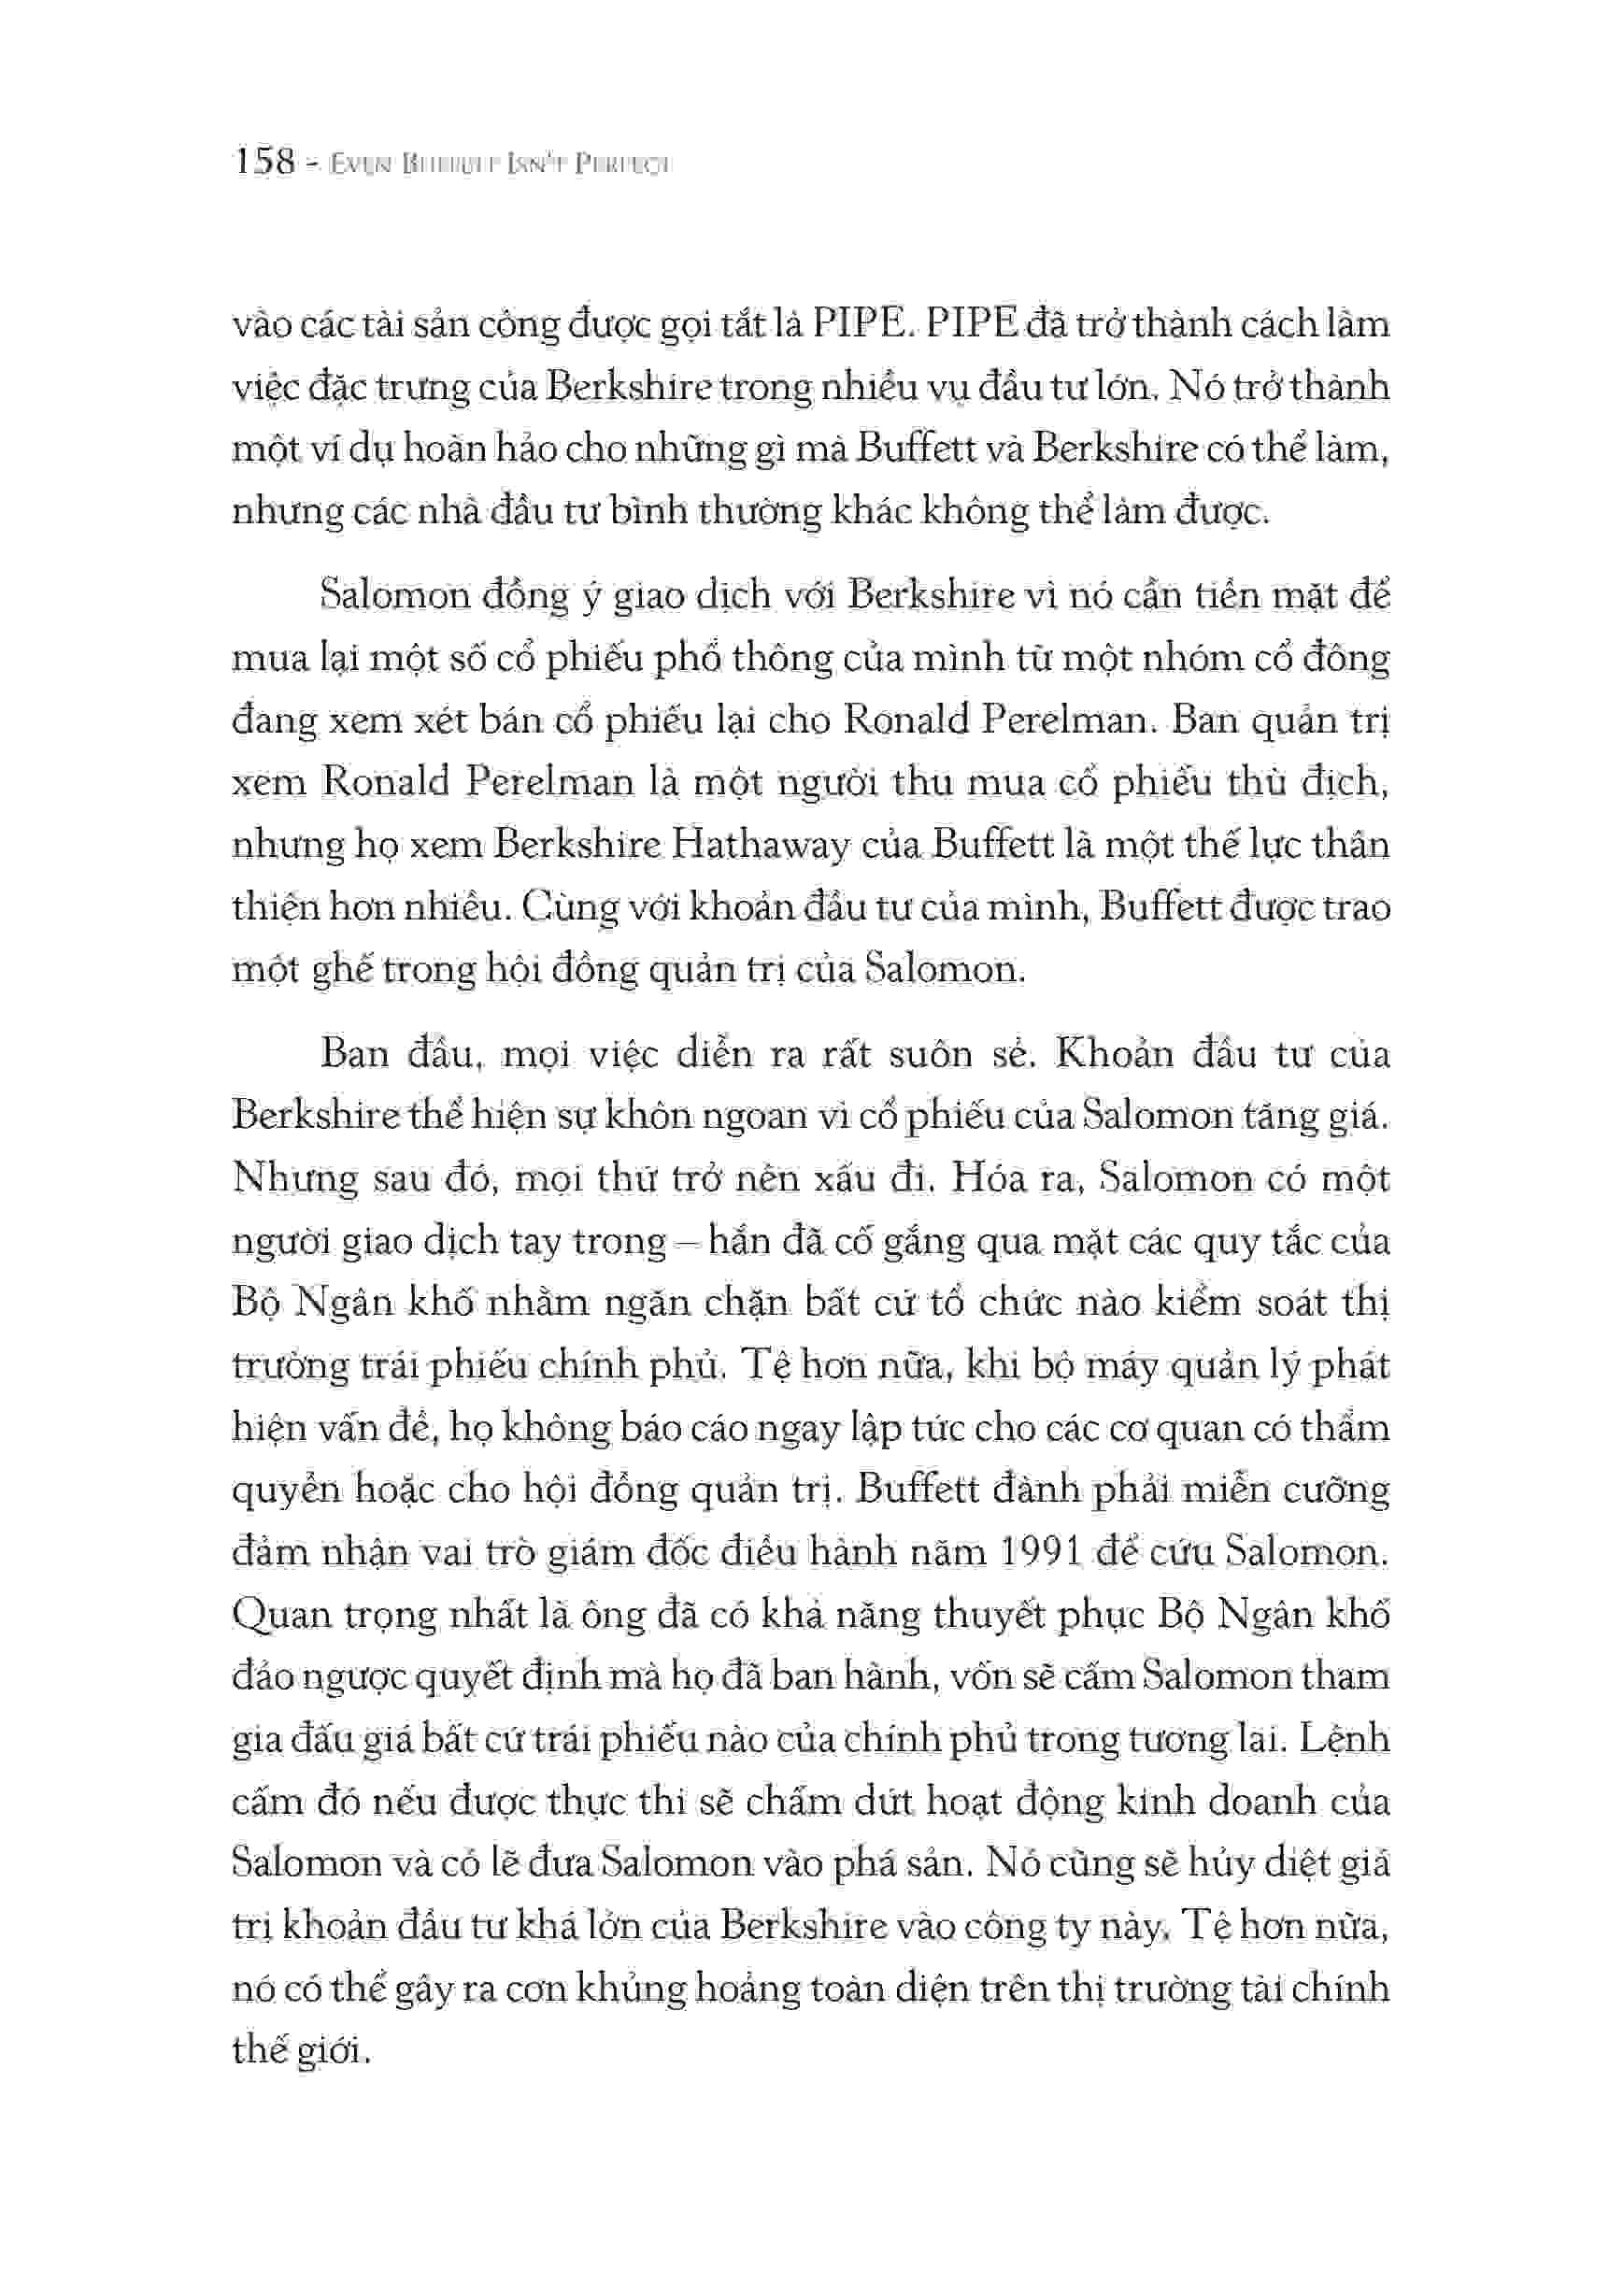 158 - EVEN BUFFETT ISN'T PERFECT
vào các tài sản công được gọi tắt là PIPE. PIPE đã trở thành cách làm
việc đặc trưng của Berkshire trong nhiều vụ đầu tư lớn. Nó trở thành
một ví dụ hoàn hảo cho những gì mà Buffett và Berkshire có thể làm,
nhưng các nhà đầu tư bình thường khác không thể làm được.
Salomon đồng ý giao dịch với Berkshire vì nó cần tiền mặt để
mua lại một số cổ phiếu phổ thông của mình từ một nhóm cổ đông
đang xem xét bán cổ phiếu lại cho Ronald Perelman. Ban quản trị
xem Ronald Perelman là một người thu mua cổ phiếu thù địch,
nhưng họ xem Berkshire Hathaway của Buffett là một thế lực thân
thiện hơn nhiều. Cùng với khoản đầu tư của mình, Buffett được trao
một ghế trong hội đồng quản trị của Salomon.
Ban đầu, mọi việc diễn ra rất suôn sẻ. Khoản đầu tư của
Berkshire thể hiện sự khôn ngoan vì cổ phiếu của Salomon tăng giá.
Nhưng sau đó, mọi thứ trở nên xấu đi. Hóa ra, Salomon có một
người giao dịch tay trong – hắn đã cố gắng qua mặt các quy tắc của
Bộ Ngân khố nhằm ngăn chặn bất cứ tổ chức nào kiểm soát thị
trường trái phiếu chính phủ. Tệ hơn nữa, khi bộ máy quản lý phát
hiện vấn đề, họ không báo cáo ngay lập tức cho các cơ quan có thẩm
quyền hoặc cho hội đồng quản trị. Buffett đành phải miễn cưỡng
đảm nhận vai trò giám đốc điều hành năm 1991 để cứu Salomon.
Quan trọng nhất là ông đã có khả năng thuyết phục Bộ Ngân khố
đảo ngược quyết định mà họ đã ban hành, vốn sẽ cấm Salomon tham
gia đấu giá bất cứ trái phiếu nào của chính phủ trong tương lai. Lệnh
cấm đó nếu được thực thi sẽ chấm dứt hoạt động kinh doanh của
Salomon và có lẽ đưa Salomon vào phá sản. Nó cũng sẽ hủy diệt giá
trị khoản đầu tư khá lớn của Berkshire vào công ty này. Tệ hơn nữa,
nó có thể gây ra cơn khủng hoảng toàn diện trên thị trường tài chính
thế giới.